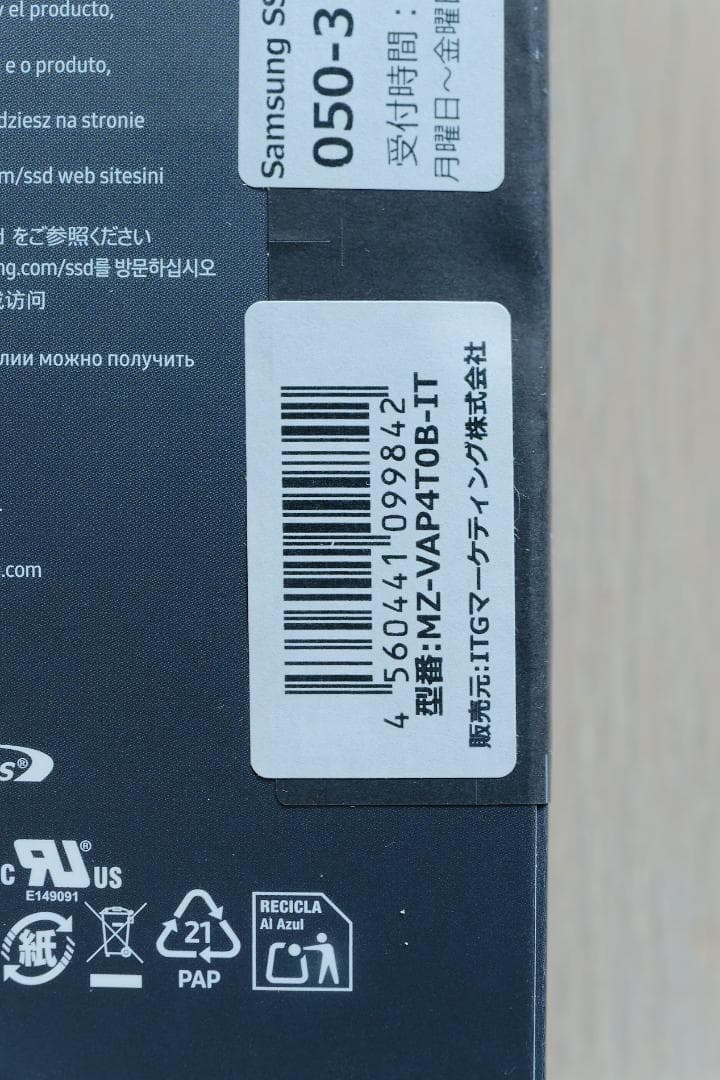 el producto,
e o produto,
dziesz na stronie
m/ssd web sitesini
をご参照ください
ng.com/ssd를 방문하십시오
访问
лии можно получить
.com
Samsung
050-3
受付時間：
月曜日～金曜
4 560441 099842
型番:MZ-VAP4T0B-IT
販売元:ITGマーケティング株式会社
s®
C RU® US
E149091
紙
21
PAP
RECICLA
Al Azul